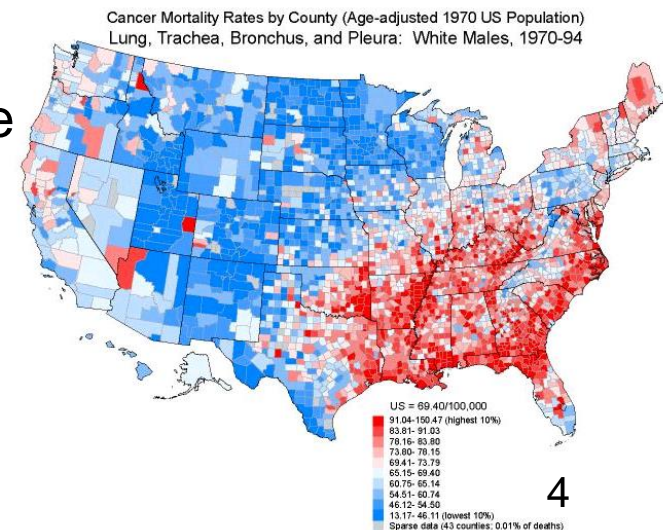 Cancer Mortality Rates by County (Age-adjusted 1970 US Population)
Lung, Trachea, Bronchus, and Pleura: White Males, 1970-94
e
US = 69.40/100,000
91.04-150.47 (highest 10%)
83.81- 91.03
78.16- 83.80
73.80- 78.15
69.41- 73.79
65.15- 69.40
60.75- 65.14
54.51- 60.74
46.12- 54.50
13.17- 46.11 (lowest 10%)
Sparse data (43 counties; 0.01% of deaths)
4